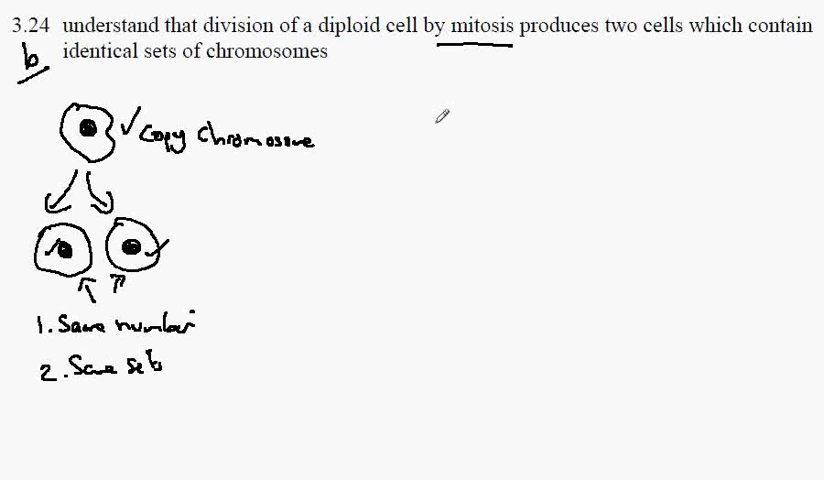 3.24 understand that division of a diploid cell by mitosis produces two cells which contain
b identical sets of chromosomes
Copy chromosome
1. Same number
2. Same sets